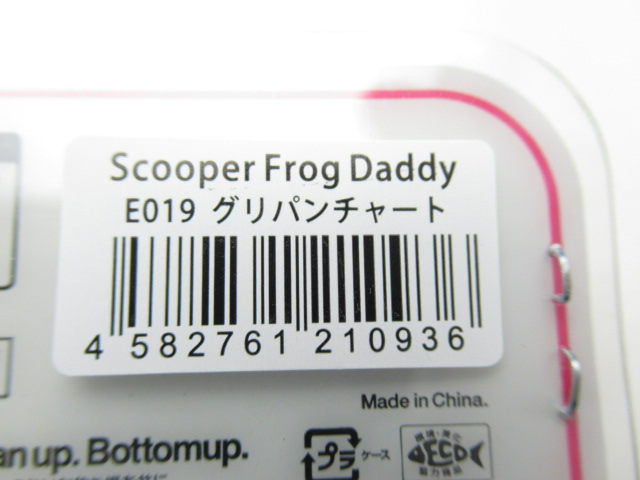 Scooper Frog Daddy
E019 グリパンチャート
4 582761 210936
Made in China.
an up. Bottomup.
プラ ケース
ECO